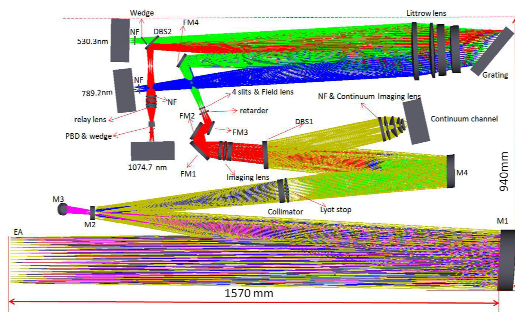 Wedge
FM4
NF
DBS2
Littrow lens
530.3nm
Grating
789.2nm
NF
4 slits & Field lens
NF & Continuum Imaging lens
NF
retarder
relay lens
FM2
DBS1
Continuum channel
PBD & wedge
FM3
1074.7 nm
FM1
Imaging lens
M4
940mm
M3
Lyot stop
Collimator
M2
M1
EA
1570 mm